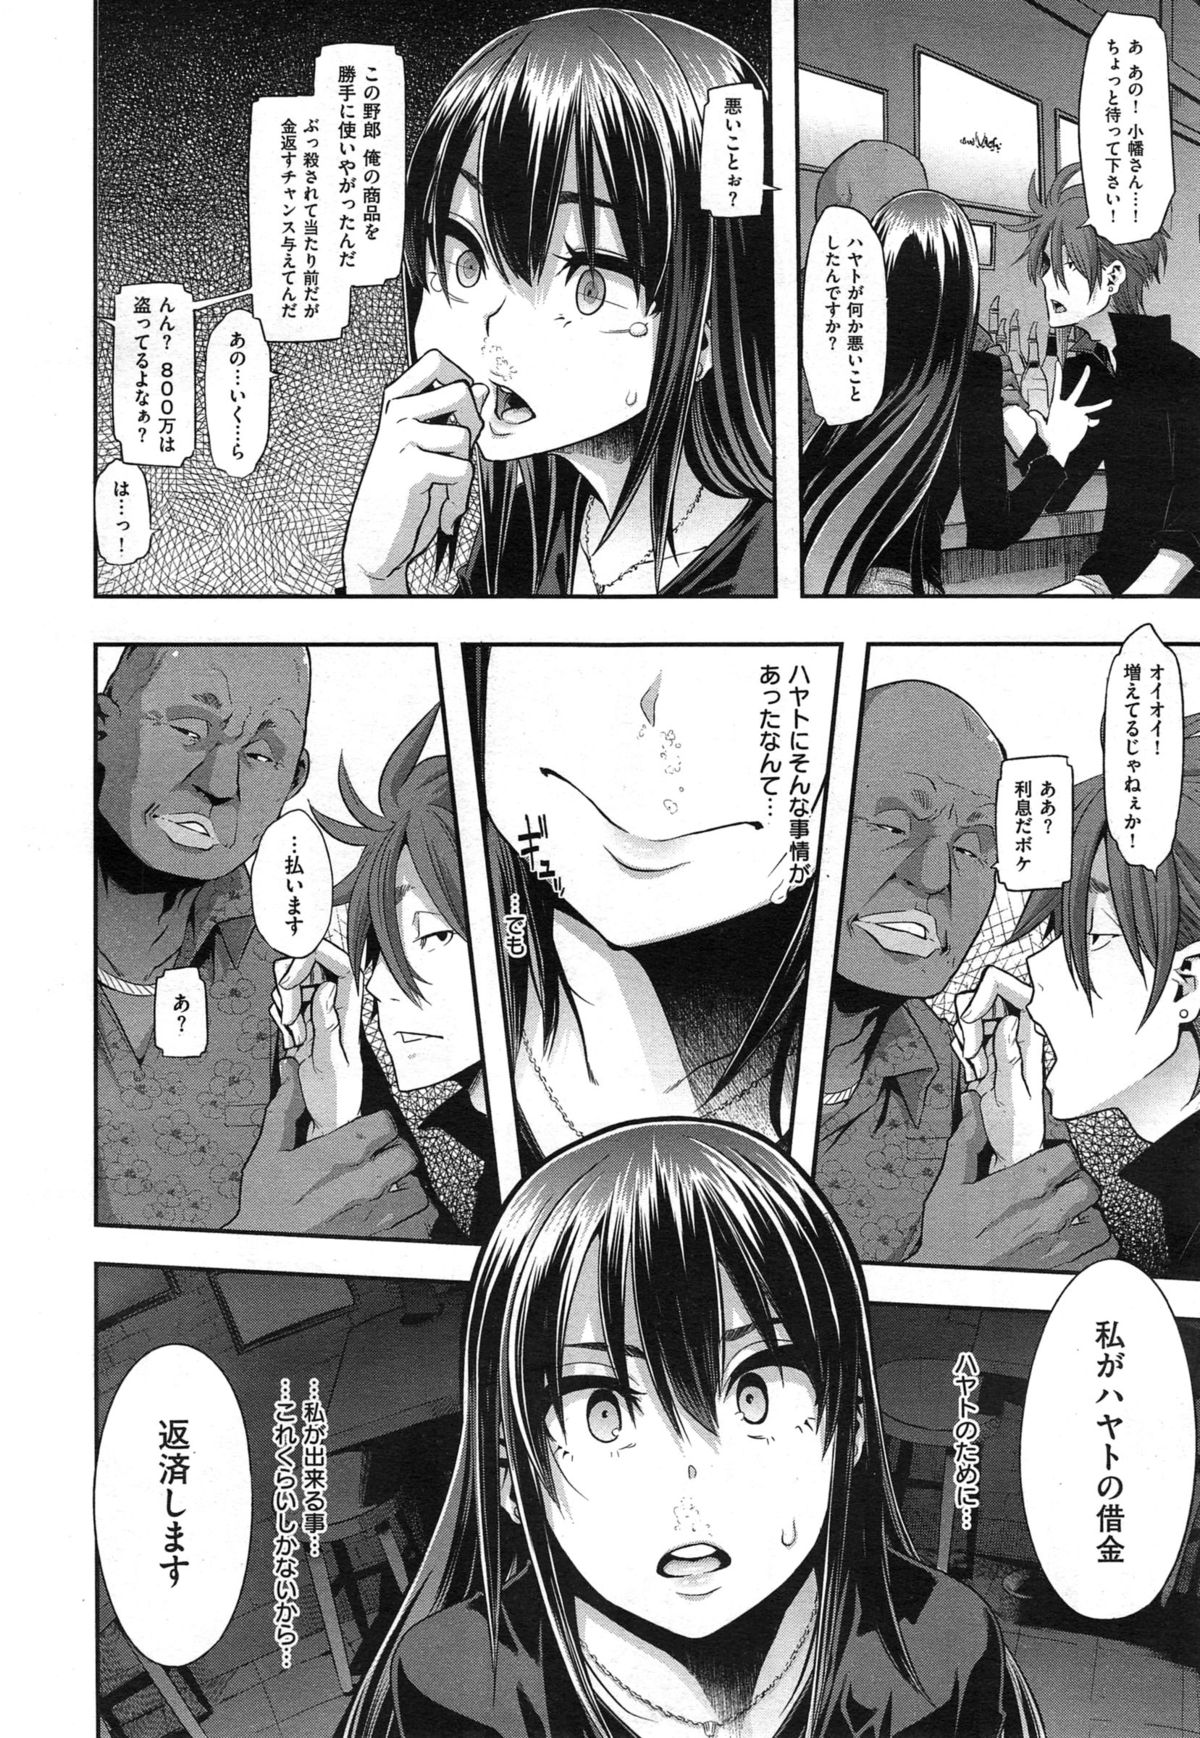 あ あの！ 小幡さん…！
ちょっと待って下さい！
ハヤトが何か悪いこと
したんですか？
悪いことぉ？
この野郎 俺の商品を
勝手に使いやがったんだ
ぶっ殺されて当たり前だが
金返すチャンス与えてんだ
あの…いく……ら
んん？ 800万は
盗ってるよなぁ？
は…っ！
オイオイ！
増えてるじゃねぇか！
ああ？
利息だボケ
ハヤトにそんな事情が
あったなんて…
ギュッ
…でも
…払います
あ？
私がハヤトの借金
ハヤトのために…
…私が出来る事…
…これくらいしかないから…
返済します